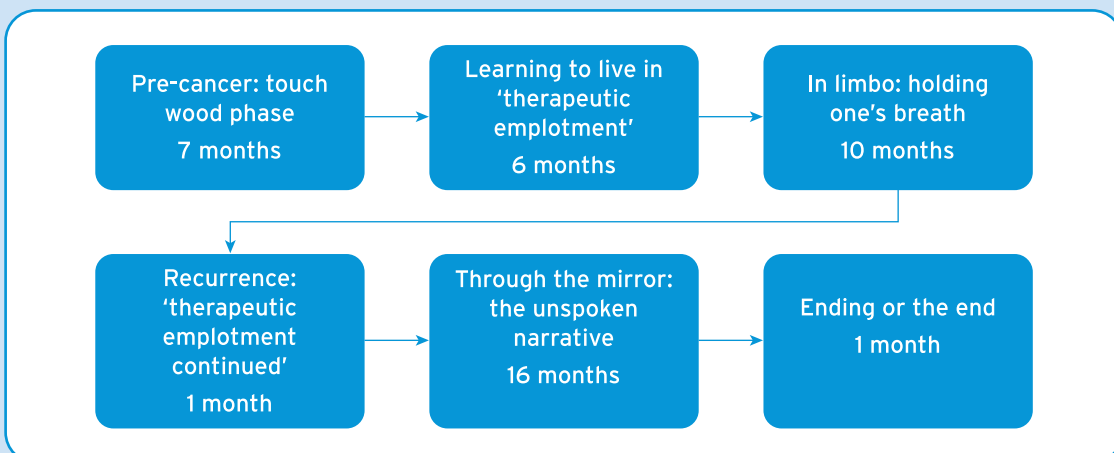 Pre-cancer: touch
wood phase
7 months
Learning to live in
‘therapeutic
emplotment’
6 months
In limbo: holding
one’s breath
10 months
Recurrence:
‘therapeutic
emplotment
continued’
1 month
Through the mirror:
the unspoken
narrative
16 months
Ending or the end
1 month